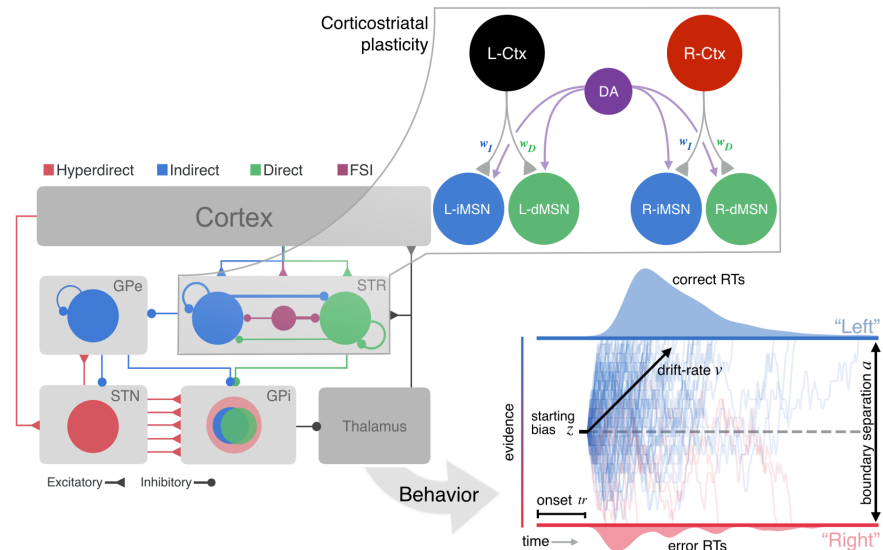 Corticostriatal
plasticity
L-Ctx
R-Ctx
DA
wI
wD
wI
wD
L-iMSN
L-dMSN
R-iMSN
R-dMSN
Hyperdirect
Indirect
Direct
FSI
Cortex
GPe
STR
STN
GPi
Thalamus
Excitatory
Inhibitory
Behavior
correct RTs
“Left”
drift-rate v
starting
bias z
evidence
boundary separation a
onset tr
time
error RTs
“Right”